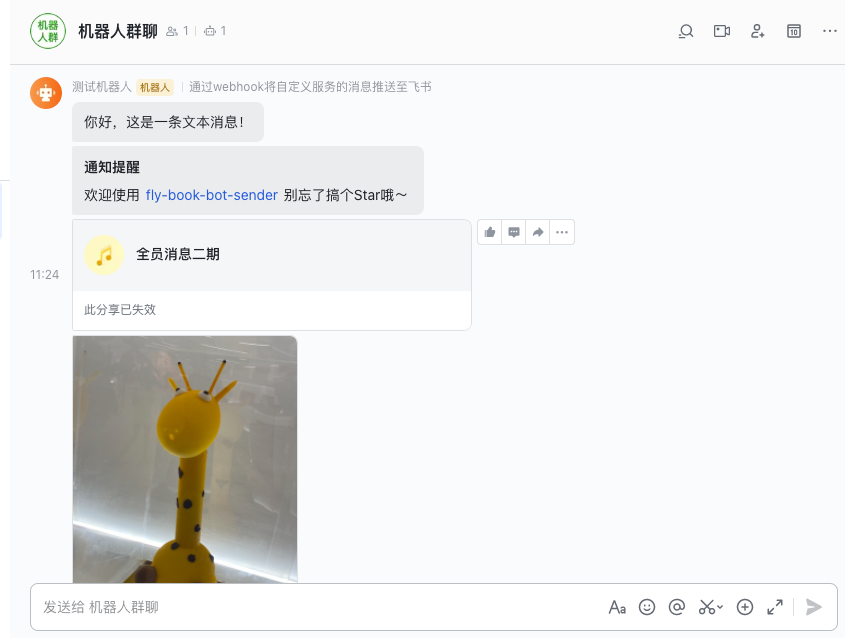 机器
人群
机器人群聊 1 1
10
测试机器人 机器人 通过webhook将自定义服务的消息推送至飞书
你好，这是一条文本消息！
通知提醒
欢迎使用 fly-book-bot-sender 别忘了搞个Star哦～
全员消息二期
11:24
此分享已失效
发送给 机器人群聊
Aa